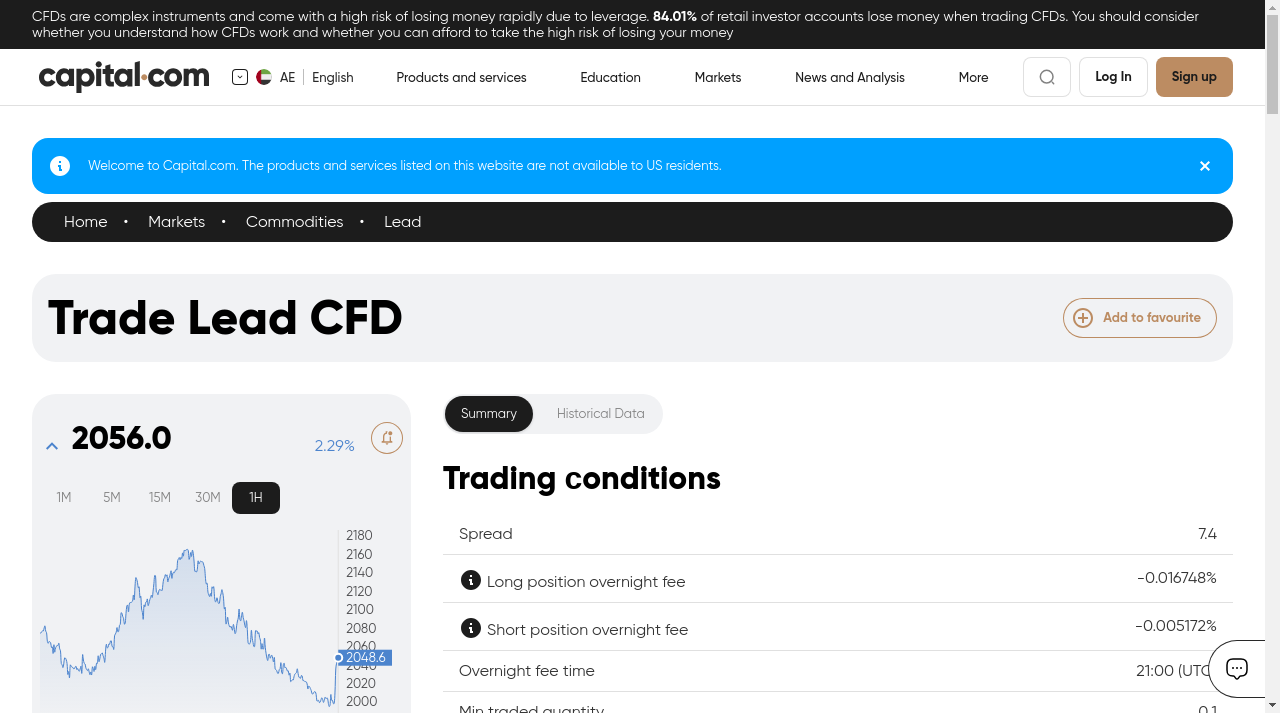 CFDs are complex instruments and come with a high risk of losing money rapidly due to leverage. 84.01% of retail investor accounts lose money when trading CFDs. You should consider
whether you understand how CFDs work and whether you can afford to take the high risk of losing your money
capital.com
AE
English
Products and services
Education
Markets
News and Analysis
More
Log In
Sign up
Welcome to Capital.com. The products and services listed on this website are not available to US residents.
Home • Markets • Commodities • Lead
Trade Lead CFD
Add to favourite
2056.0
2.29%
1M 5M 15M 30M 1H
2180
2160
2140
2120
2100
2080
2060
2048.6
2040
2020
2000
Summary
Historical Data
Trading conditions
Spread 7.4
Long position overnight fee -0.016748%
Short position overnight fee -0.005172%
Overnight fee time 21:00 (UTC
Min traded quantity 0.1